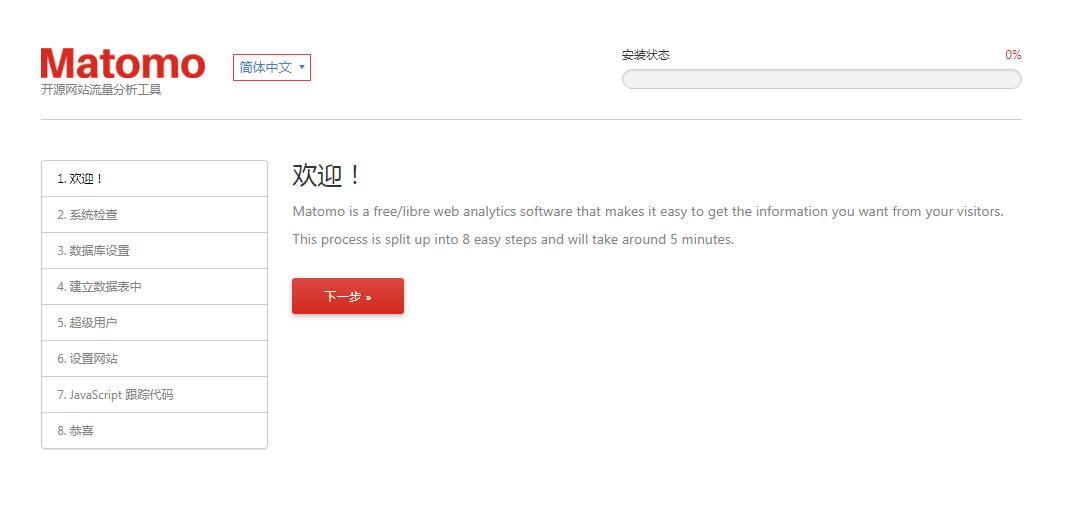 Matomo
开源网站流量分析工具
简体中文
安装状态 0%
1. 欢迎！
2. 系统检查
3. 数据库设置
4. 建立数据表中
5. 超级用户
6. 设置网站
7. JavaScript 跟踪代码
8. 恭喜
欢迎！
Matomo is a free/libre web analytics software that makes it easy to get the information you want from your visitors.
This process is split up into 8 easy steps and will take around 5 minutes.
下一步 »